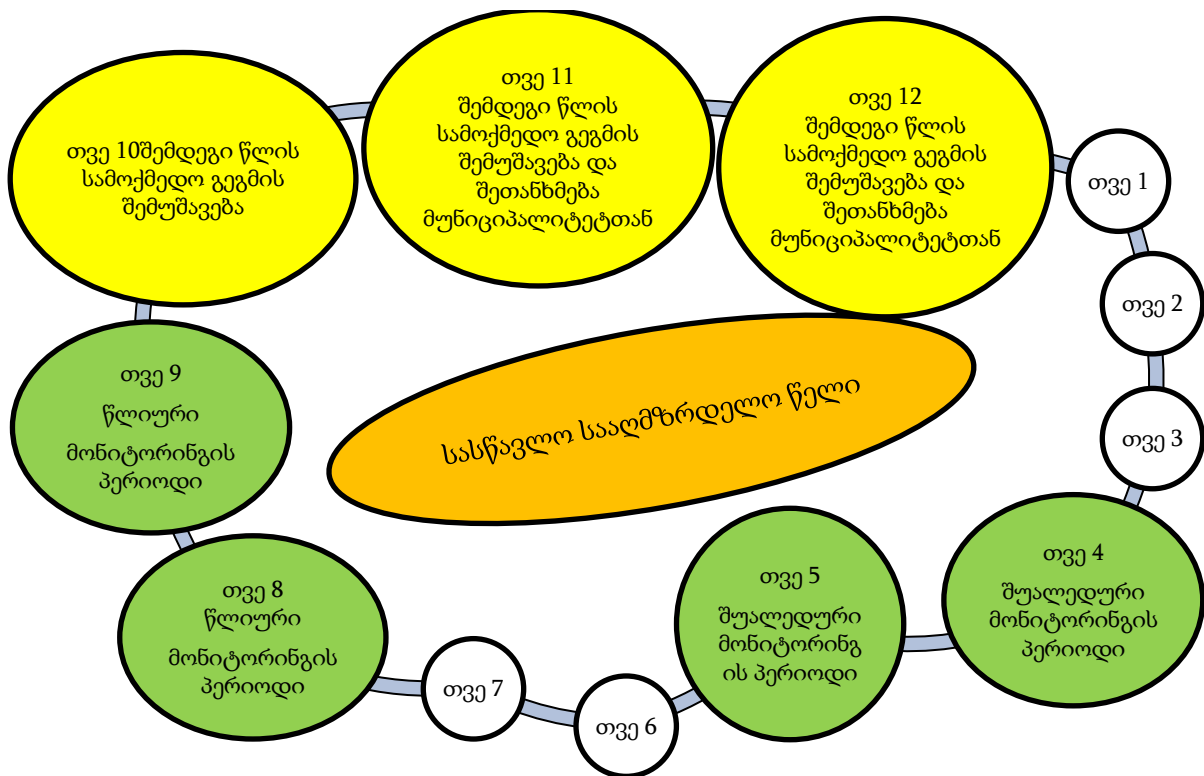 თვე 10შემდეგი წლის
სამოქმედო გეგმის
შემუშავება
თვე 11
შემდეგი წლის
სამოქმედო გეგმის
შემუშავება და
შეთანხმება
მუნიციპალიტეტთან
თვე 12
შემდეგი წლის
სამოქმედო გეგმის
შემუშავება და
შეთანხმება
მუნიციპალიტეტთან
თვე 1
თვე 2
თვე 3
თვე 4
შუალედური
მონიტორინგის
პერიოდი
თვე 5
შუალედური
მონიტორინგ
ის პერიოდი
თვე 6
თვე 7
თვე 8
წლიური
მონიტორინგის
პერიოდი
თვე 9
წლიური
მონიტორინგის
პერიოდი
სასწავლო სააღმზრდელო წელი